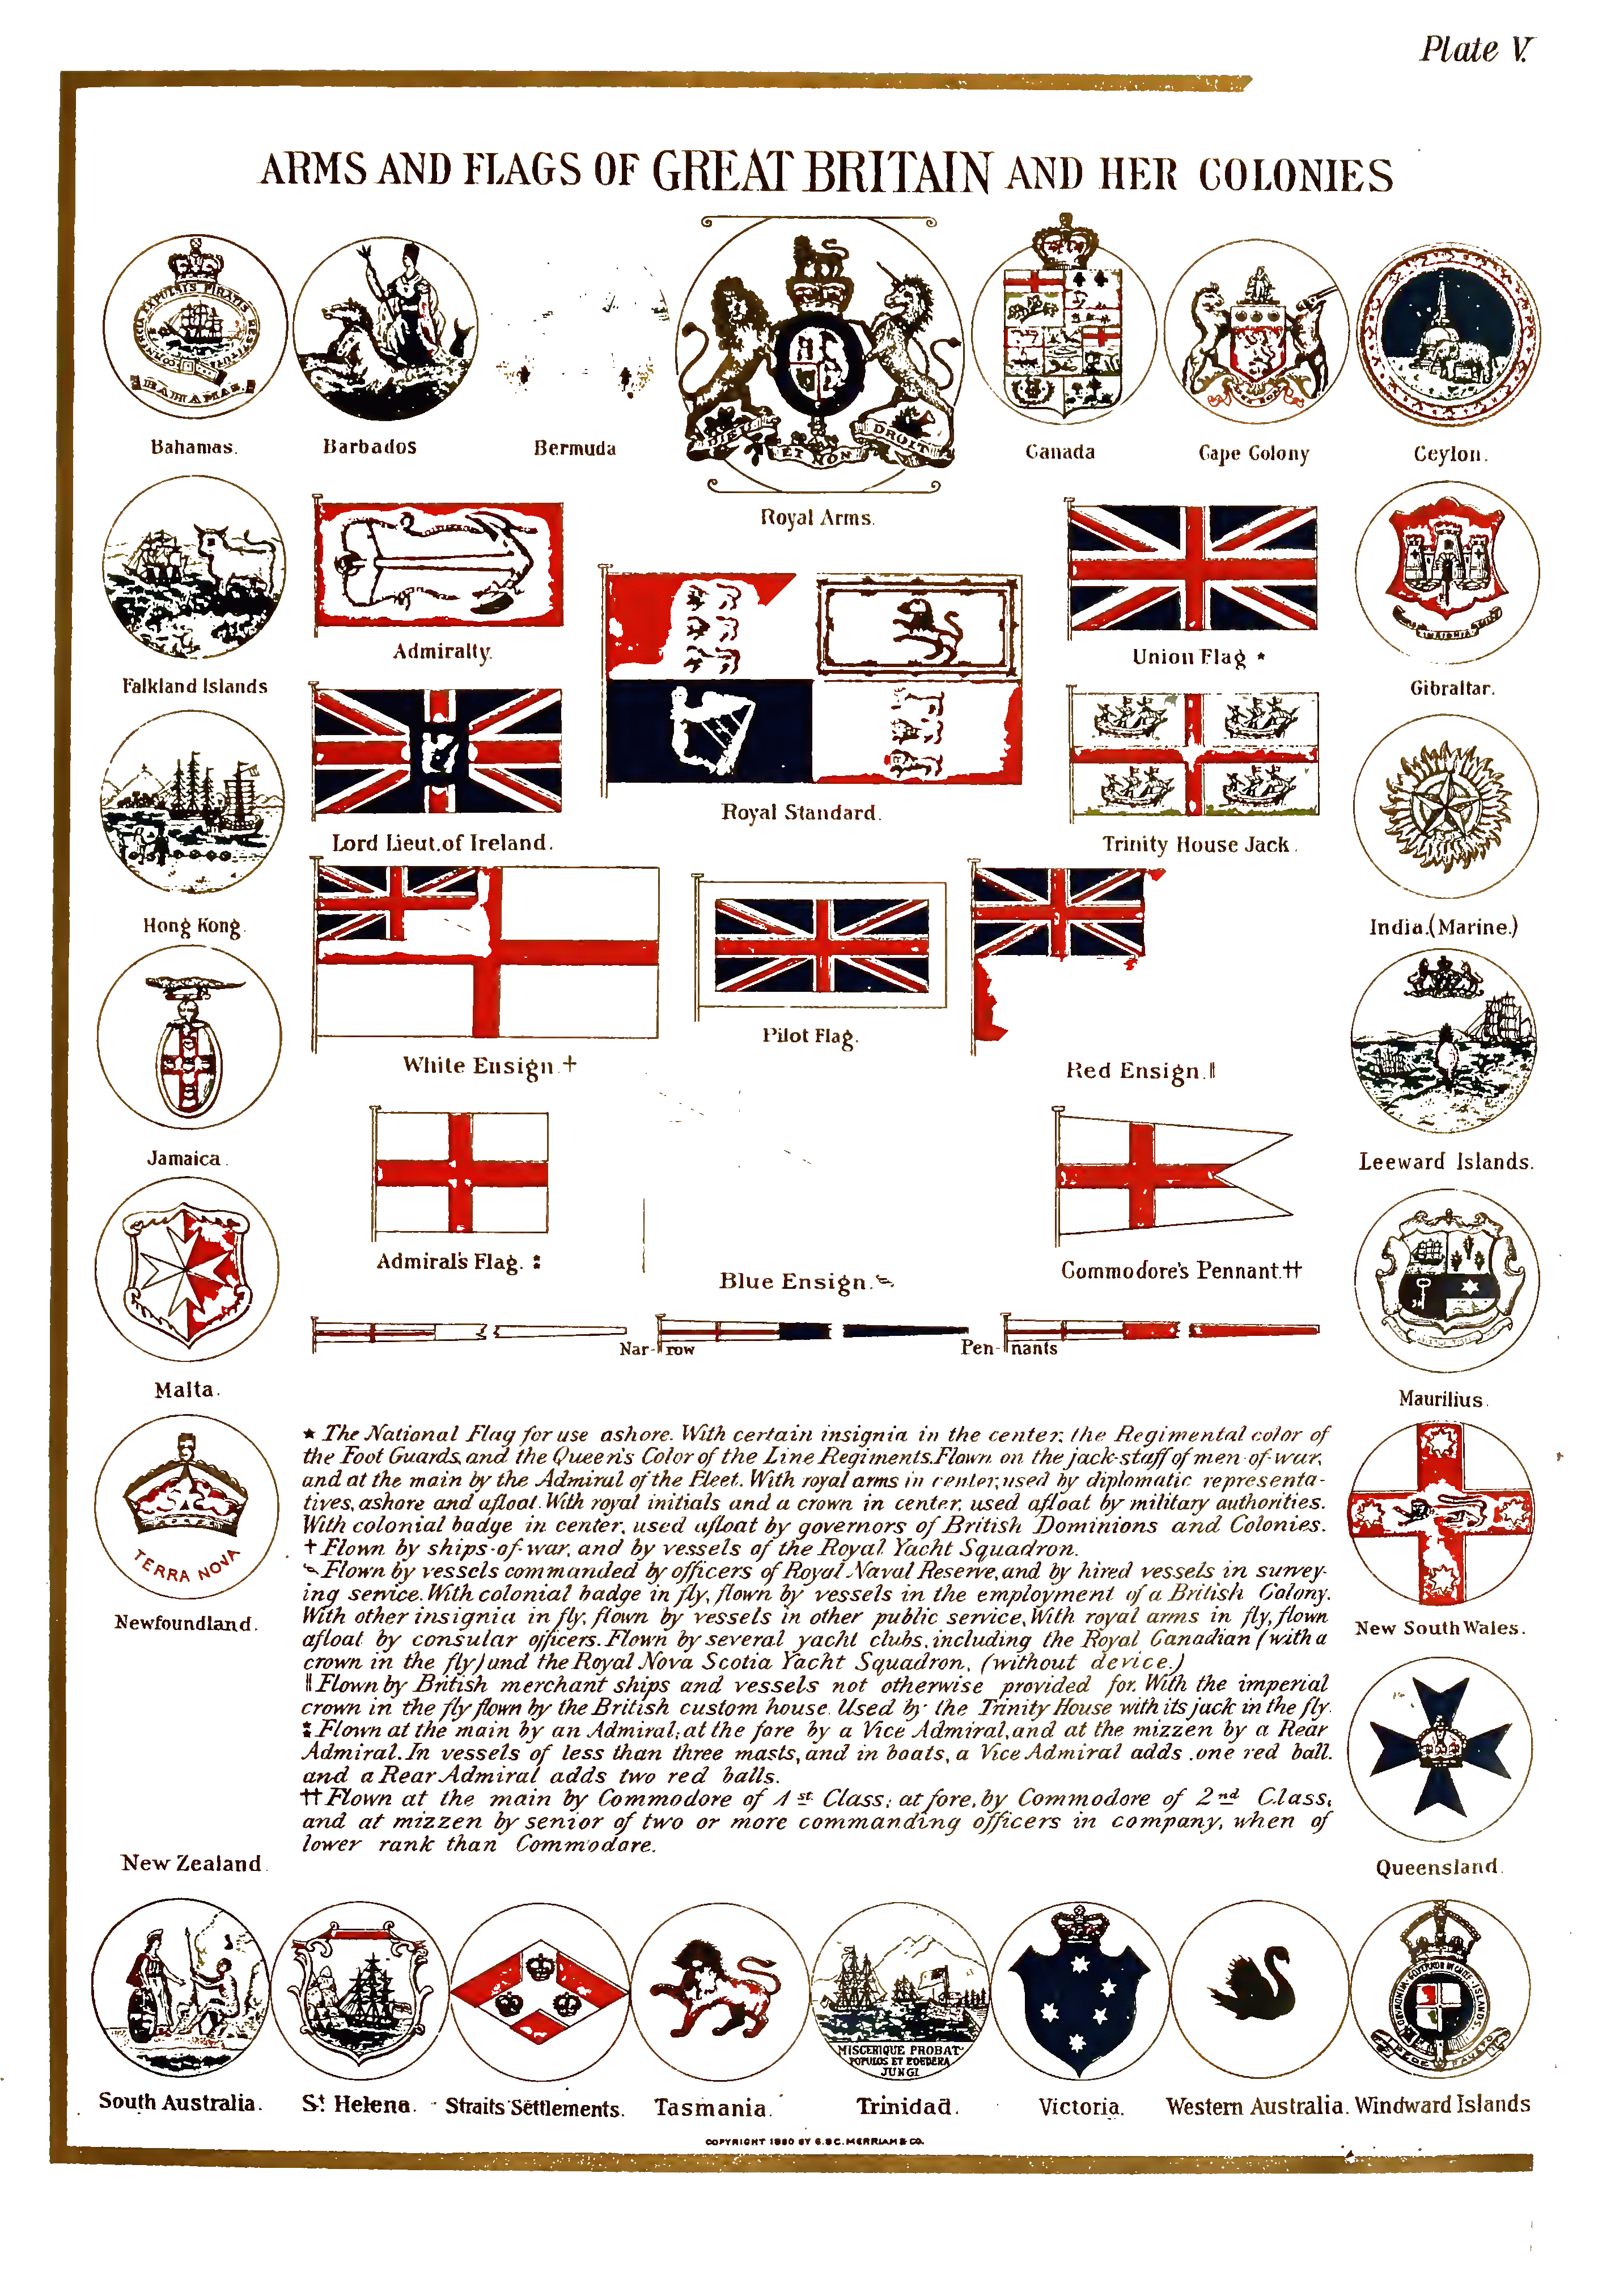 Plate V.
ARMS AND FLAGS OF GREAT BRITAIN AND HER COLONIES
BAHAMAS
Bahamas.
Barbados
Bermuda
DIEU
ET MON
DROIT
Royal Arms.
Canada
Cape Colony
Ceylon.
Falkland Islands
Admiralty.
Union Flag *
Gibraltar.
Royal Standard.
Lord Lieut. of Ireland.
Trinity House Jack.
Hong Kong.
India. (Marine.)
White Ensign. +
Pilot Flag.
Red Ensign. ‖
Jamaica.
Leeward Islands.
Admiral's Flag. ⁑
Blue Ensign.
Commodore's Pennant. ††
Nar-row Pen-nants
Malta.
Mauritius.
TERRA NOVA
Newfoundland.
New South Wales.
★ The National Flag for use ashore. With certain insignia in the center, the Regimental color of
the Foot Guards, and the Queen's Color of the Line Regiments. Flown on the jack-staff of men-of-war,
and at the main by the Admiral of the Fleet. With royal arms in center, used by diplomatic representa-
tives, ashore and afloat. With royal initials and a crown in center, used afloat by military authorities.
With colonial badge in center, used afloat by governors of British Dominions and Colonies.
+ Flown by ships-of-war, and by vessels of the Royal Yacht Squadron.
Flown by vessels commanded by officers of Royal Naval Reserve, and by hired vessels in survey-
ing service. With colonial badge in fly, flown by vessels in the employment of a British Colony.
With other insignia in fly, flown by vessels in other public service, With royal arms in fly, flown
afloat by consular officers. Flown by several yacht clubs, including the Royal Canadian (with a
crown in the fly) and the Royal Nova Scotia Yacht Squadron, (without device.)
‖ Flown by British merchant ships and vessels not otherwise provided for. With the imperial
crown in the fly flown by the British custom house. Used by the Trinity House with its jack in the fly.
⁑ Flown at the main by an Admiral; at the fore by a Vice Admiral, and at the mizzen by a Rear
Admiral. In vessels of less than three masts, and in boats, a Vice Admiral adds one red ball.
and a Rear Admiral adds two red balls.
†† Flown at the main by Commodore of 1st Class; at fore, by Commodore of 2nd Class,
and at mizzen by senior of two or more commanding officers in company, when of
lower rank than Commodore.
New Zealand.
Queensland.
MISCERIQUE PROBAT
POPULOS ET FOEDERA
JUNGI
South Australia.
St Helena.
Straits Settlements.
Tasmania.
Trinidad.
Victoria.
Western Australia.
Windward Islands
COPYRIGHT 1890 BY G. & C. MERRIAM & CO.